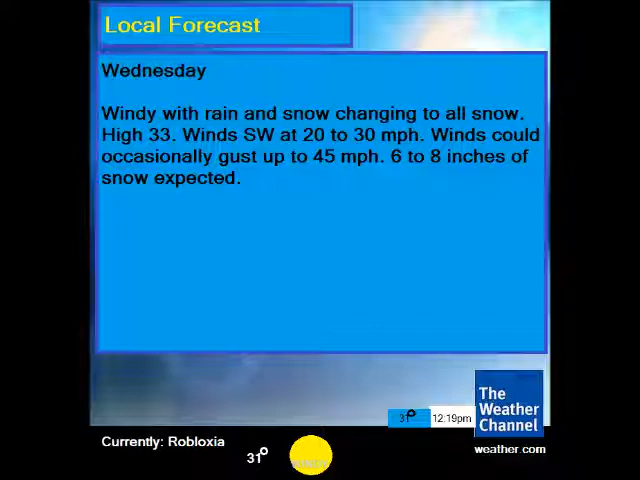 Local Forecast
Wednesday
Windy with rain and snow changing to all snow.
High 33. Winds SW at 20 to 30 mph. Winds could
occasionally gust up to 45 mph. 6 to 8 inches of
snow expected.
The
Weather
Channel
31° 12:19pm
Currently: Robloxia
31°
weather.com